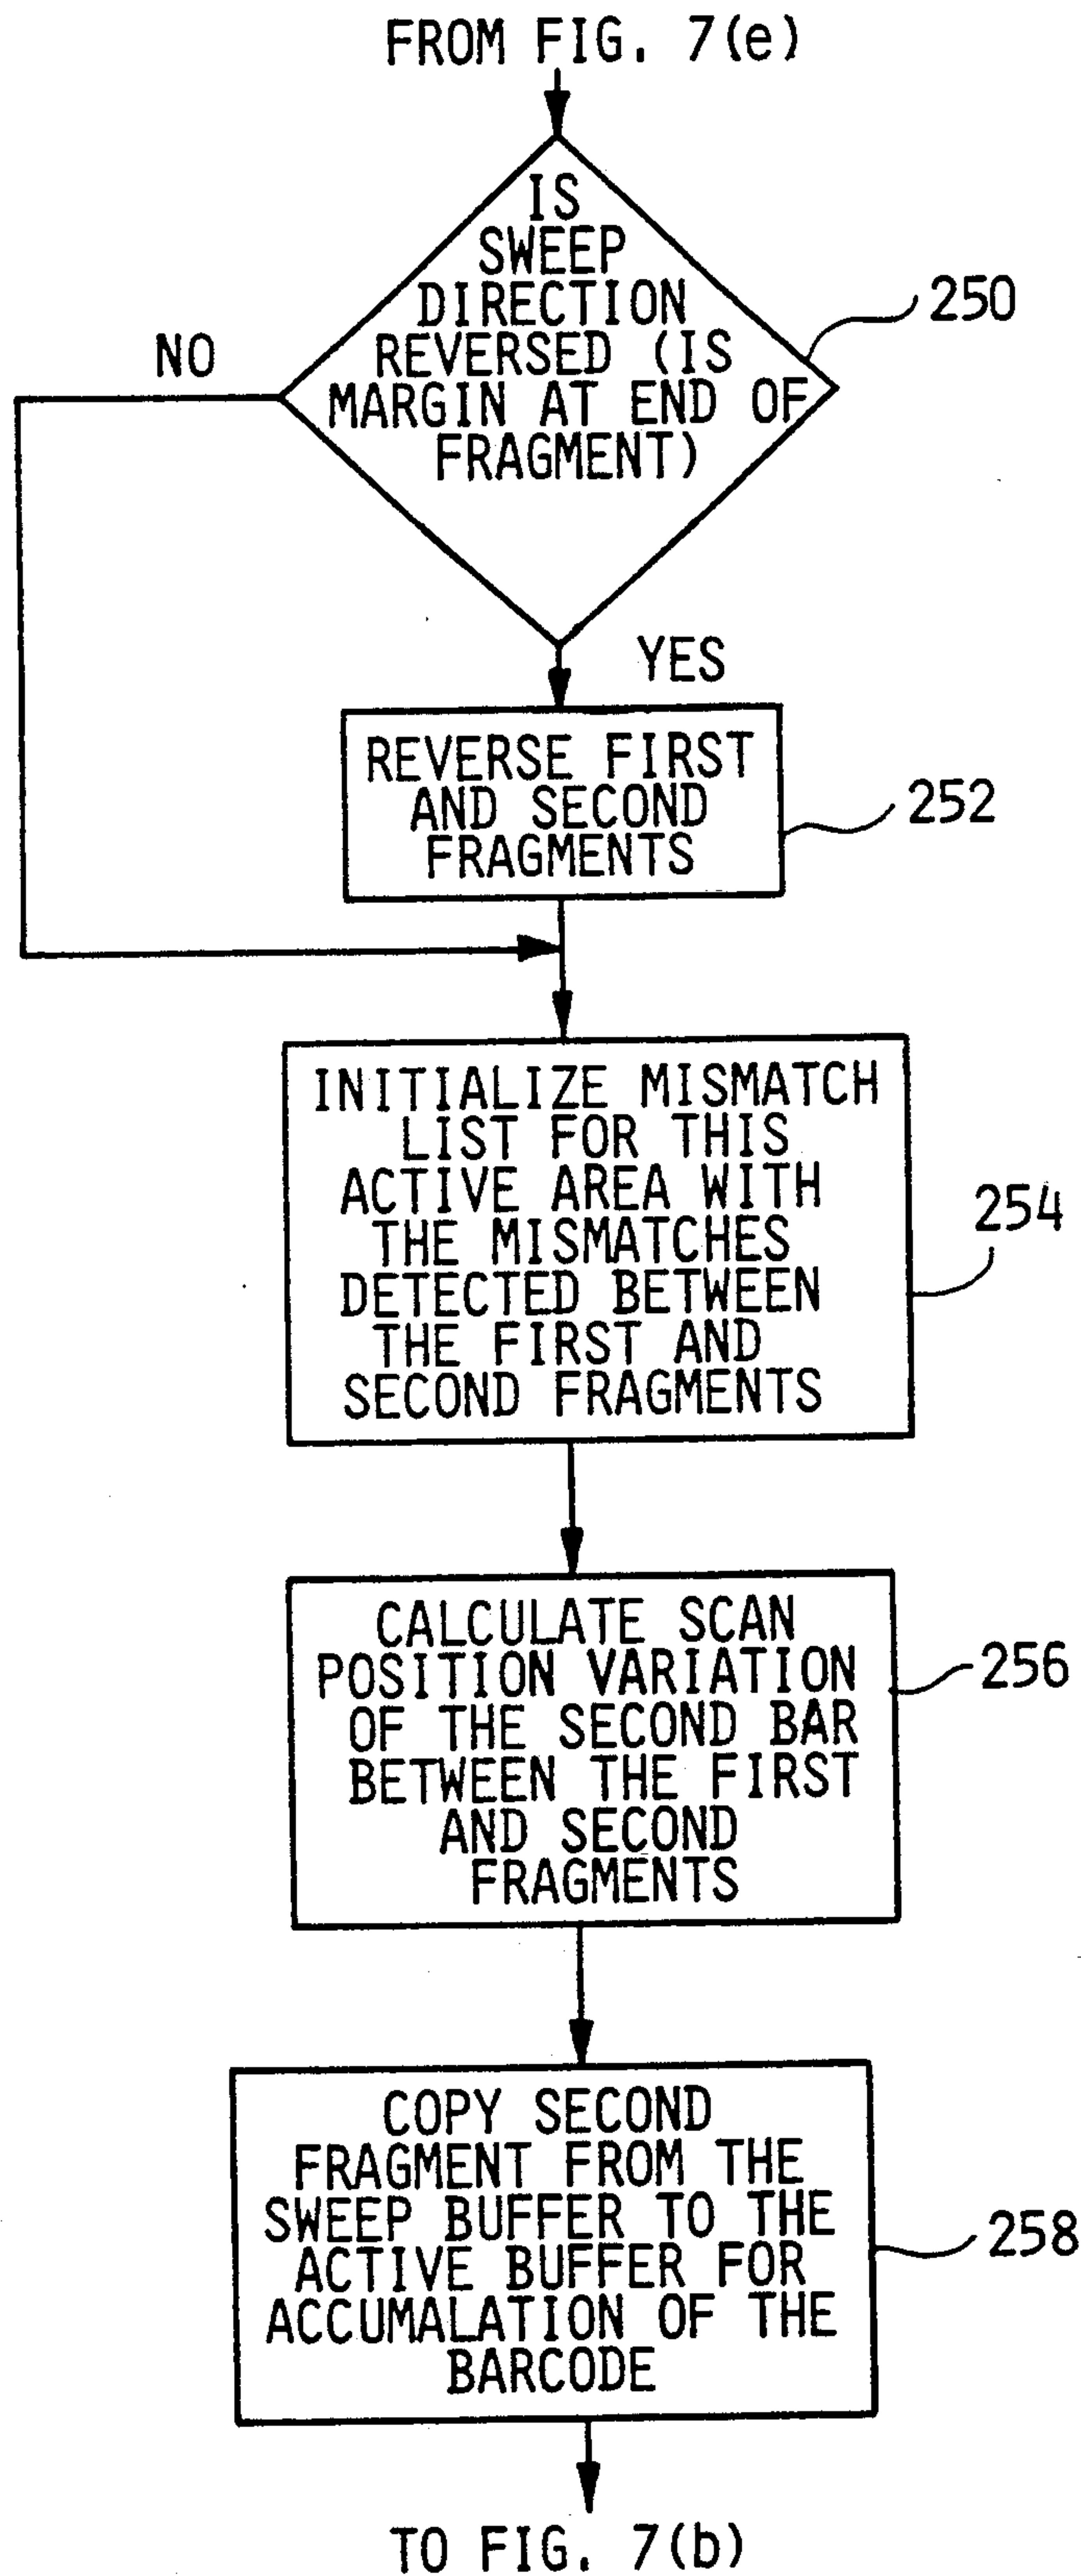 FROM FIG. 7(e)
IS
SWEEP
DIRECTION
REVERSED (IS
MARGIN AT END OF
FRAGMENT)
250
NO
YES
REVERSE FIRST
AND SECOND
FRAGMENTS
252
INITIALIZE MISMATCH
LIST FOR THIS
ACTIVE AREA WITH
THE MISMATCHES
DETECTED BETWEEN
THE FIRST AND
SECOND FRAGMENTS
254
CALCULATE SCAN
POSITION VARIATION
OF THE SECOND BAR
BETWEEN THE FIRST
AND SECOND
FRAGMENTS
256
COPY SECOND
FRAGMENT FROM THE
SWEEP BUFFER TO THE
ACTIVE BUFFER FOR
ACCUMALATION OF THE
BARCODE
258
TO FIG. 7(b)